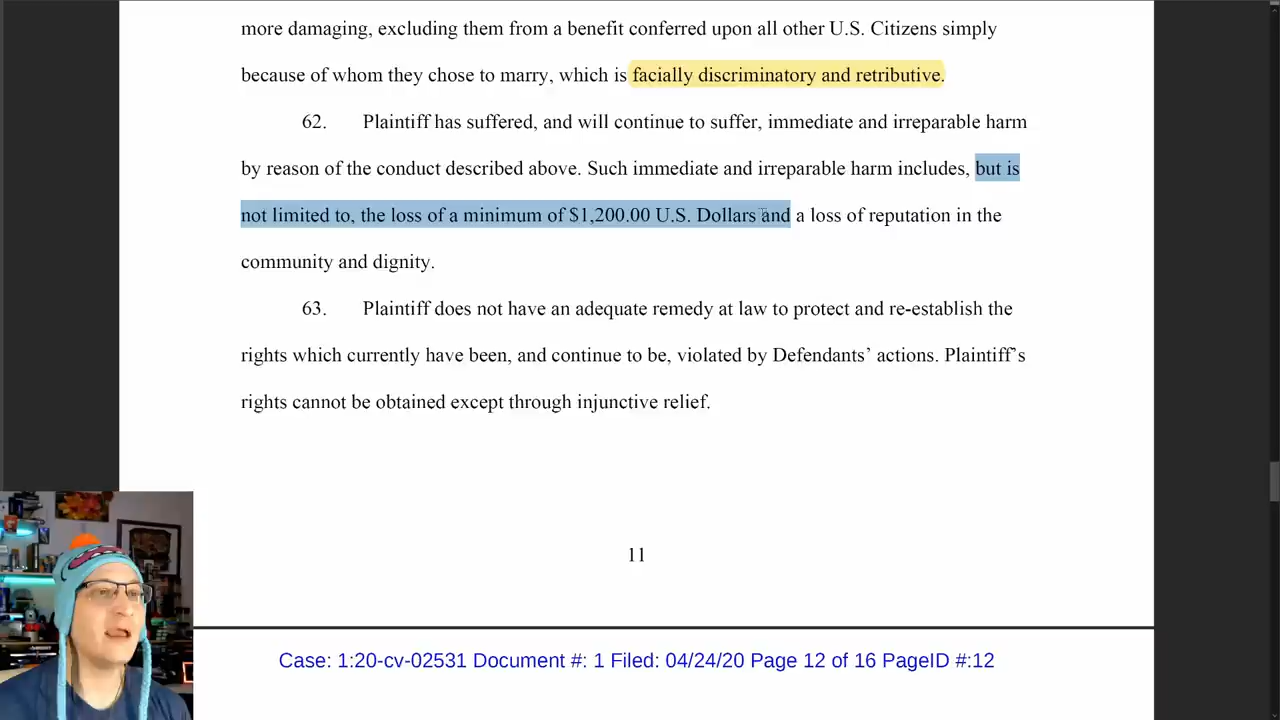 more damaging, excluding them from a benefit conferred upon all other U.S. Citizens simply
because of whom they chose to marry, which is facially discriminatory and retributive.
62. Plaintiff has suffered, and will continue to suffer, immediate and irreparable harm
by reason of the conduct described above. Such immediate and irreparable harm includes, but is
not limited to, the loss of a minimum of $1,200.00 U.S. Dollars and a loss of reputation in the
community and dignity.
63. Plaintiff does not have an adequate remedy at law to protect and re-establish the
rights which currently have been, and continue to be, violated by Defendants’ actions. Plaintiff’s
rights cannot be obtained except through injunctive relief.
11
Case: 1:20-cv-02531 Document #: 1 Filed: 04/24/20 Page 12 of 16 PageID #:12